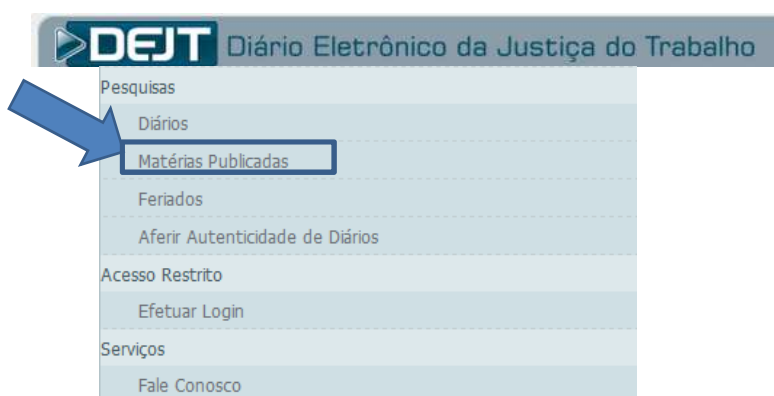 DEJT Diário Eletrônico da Justiça do Trabalho
Pesquisas
Diários
Matérias Publicadas
Feriados
Aferir Autenticidade de Diários
Acesso Restrito
Efetuar Login
Serviços
Fale Conosco